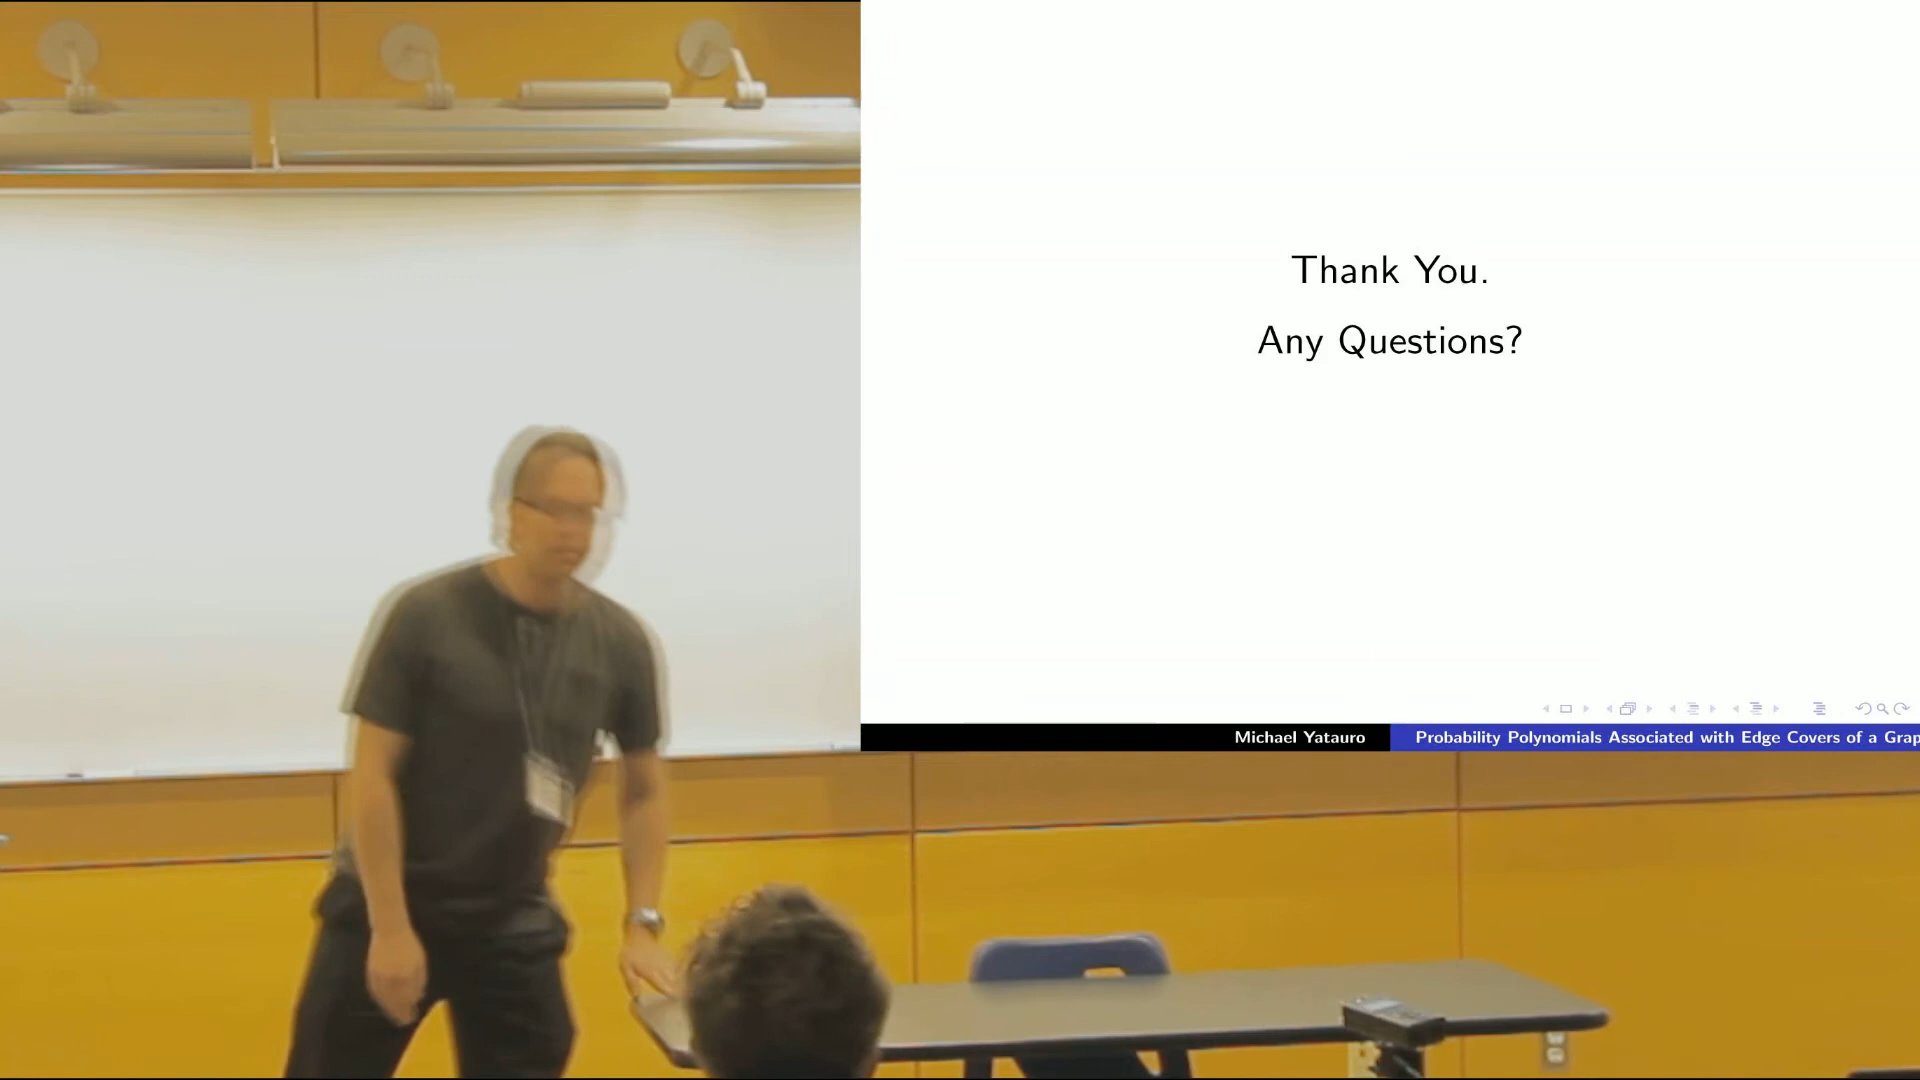 Thank You.
Any Questions?
Michael Yatauro
Probability Polynomials Associated with Edge Covers of a Grap